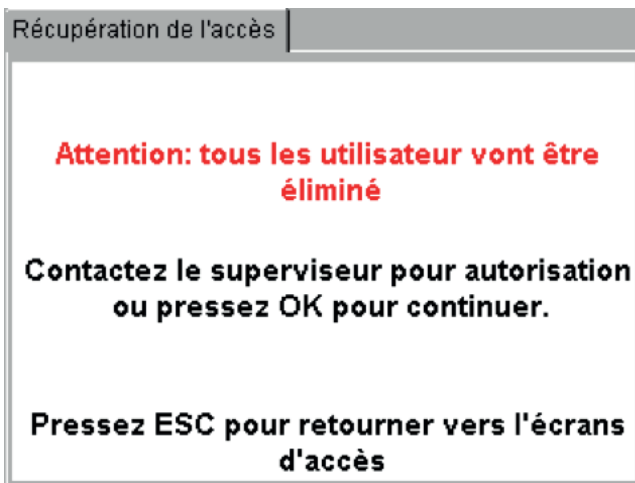 Récupération de l'accès
Attention: tous les utilisateur vont être
éliminé
Contactez le superviseur pour autorisation
ou pressez OK pour continuer.
Pressez ESC pour retourner vers l'écrans
d'accès